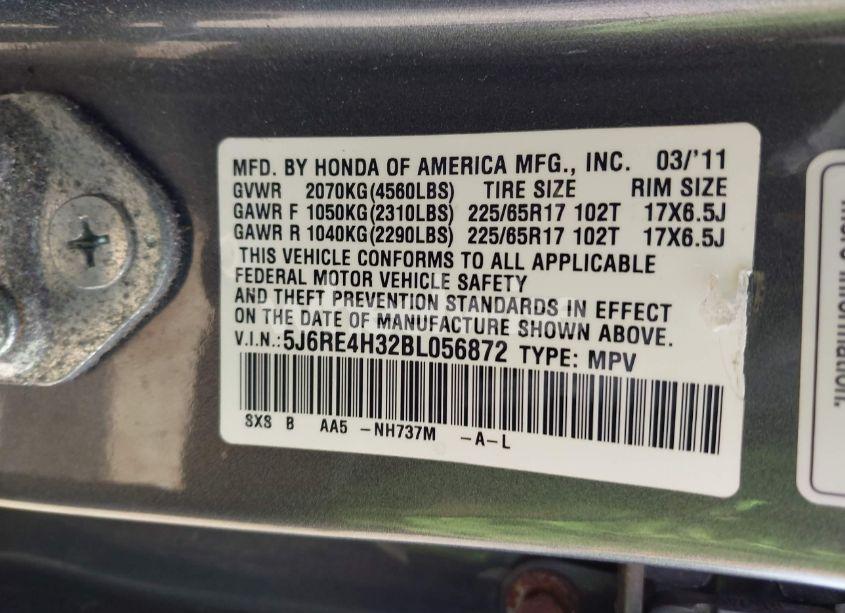 MFD. BY HONDA OF AMERICA MFG., INC. 03/'11
GVWR 2070KG(4560LBS) TIRE SIZE RIM SIZE
GAWR F 1050KG(2310LBS) 225/65R17 102T 17X6.5J
GAWR R 1040KG(2290LBS) 225/65R17 102T 17X6.5J
THIS VEHICLE CONFORMS TO ALL APPLICABLE
FEDERAL MOTOR VEHICLE SAFETY
AND THEFT PREVENTION STANDARDS IN EFFECT
ON THE DATE OF MANUFACTURE SHOWN ABOVE.
V.I.N.:5J6RE4H32BL056872 TYPE: MPV
SXS B AA5 -NH737M -A-L
more information.